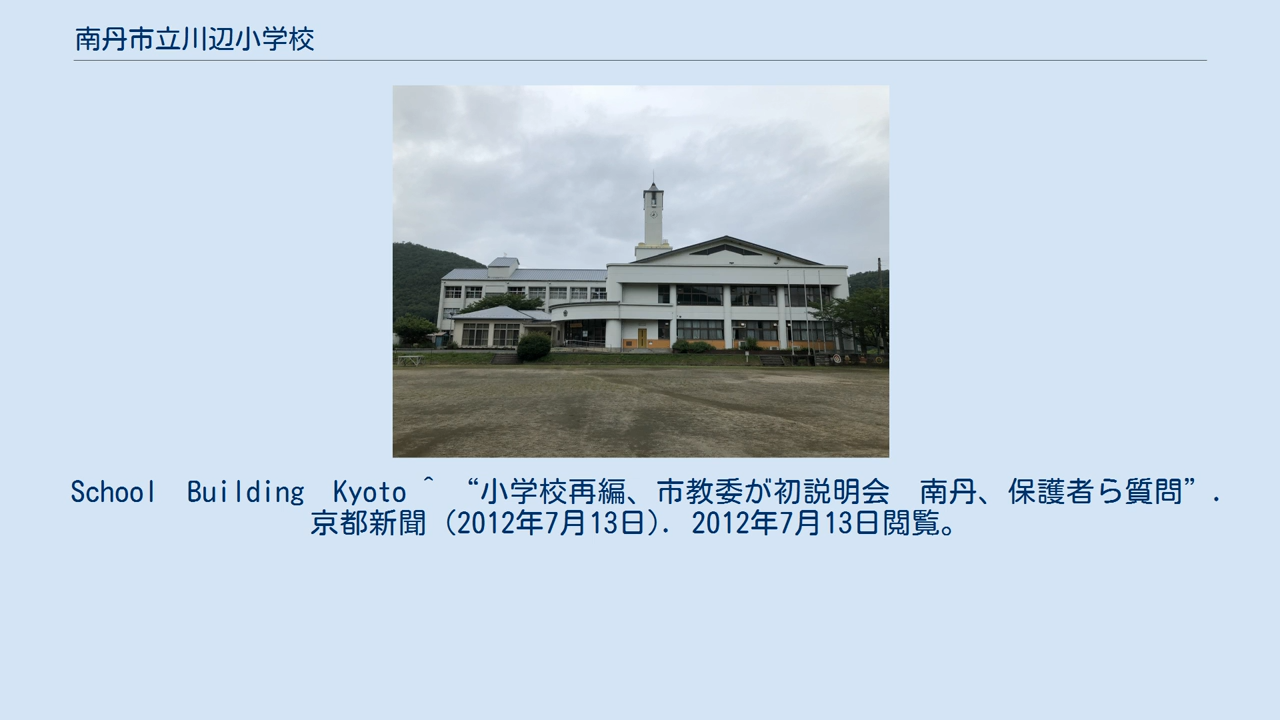 南丹市立川辺小学校
School Building Kyoto ^ “小学校再編、市教委が初説明会 南丹、保護者ら質問”.
京都新聞 (2012年7月13日). 2012年7月13日閲覧。